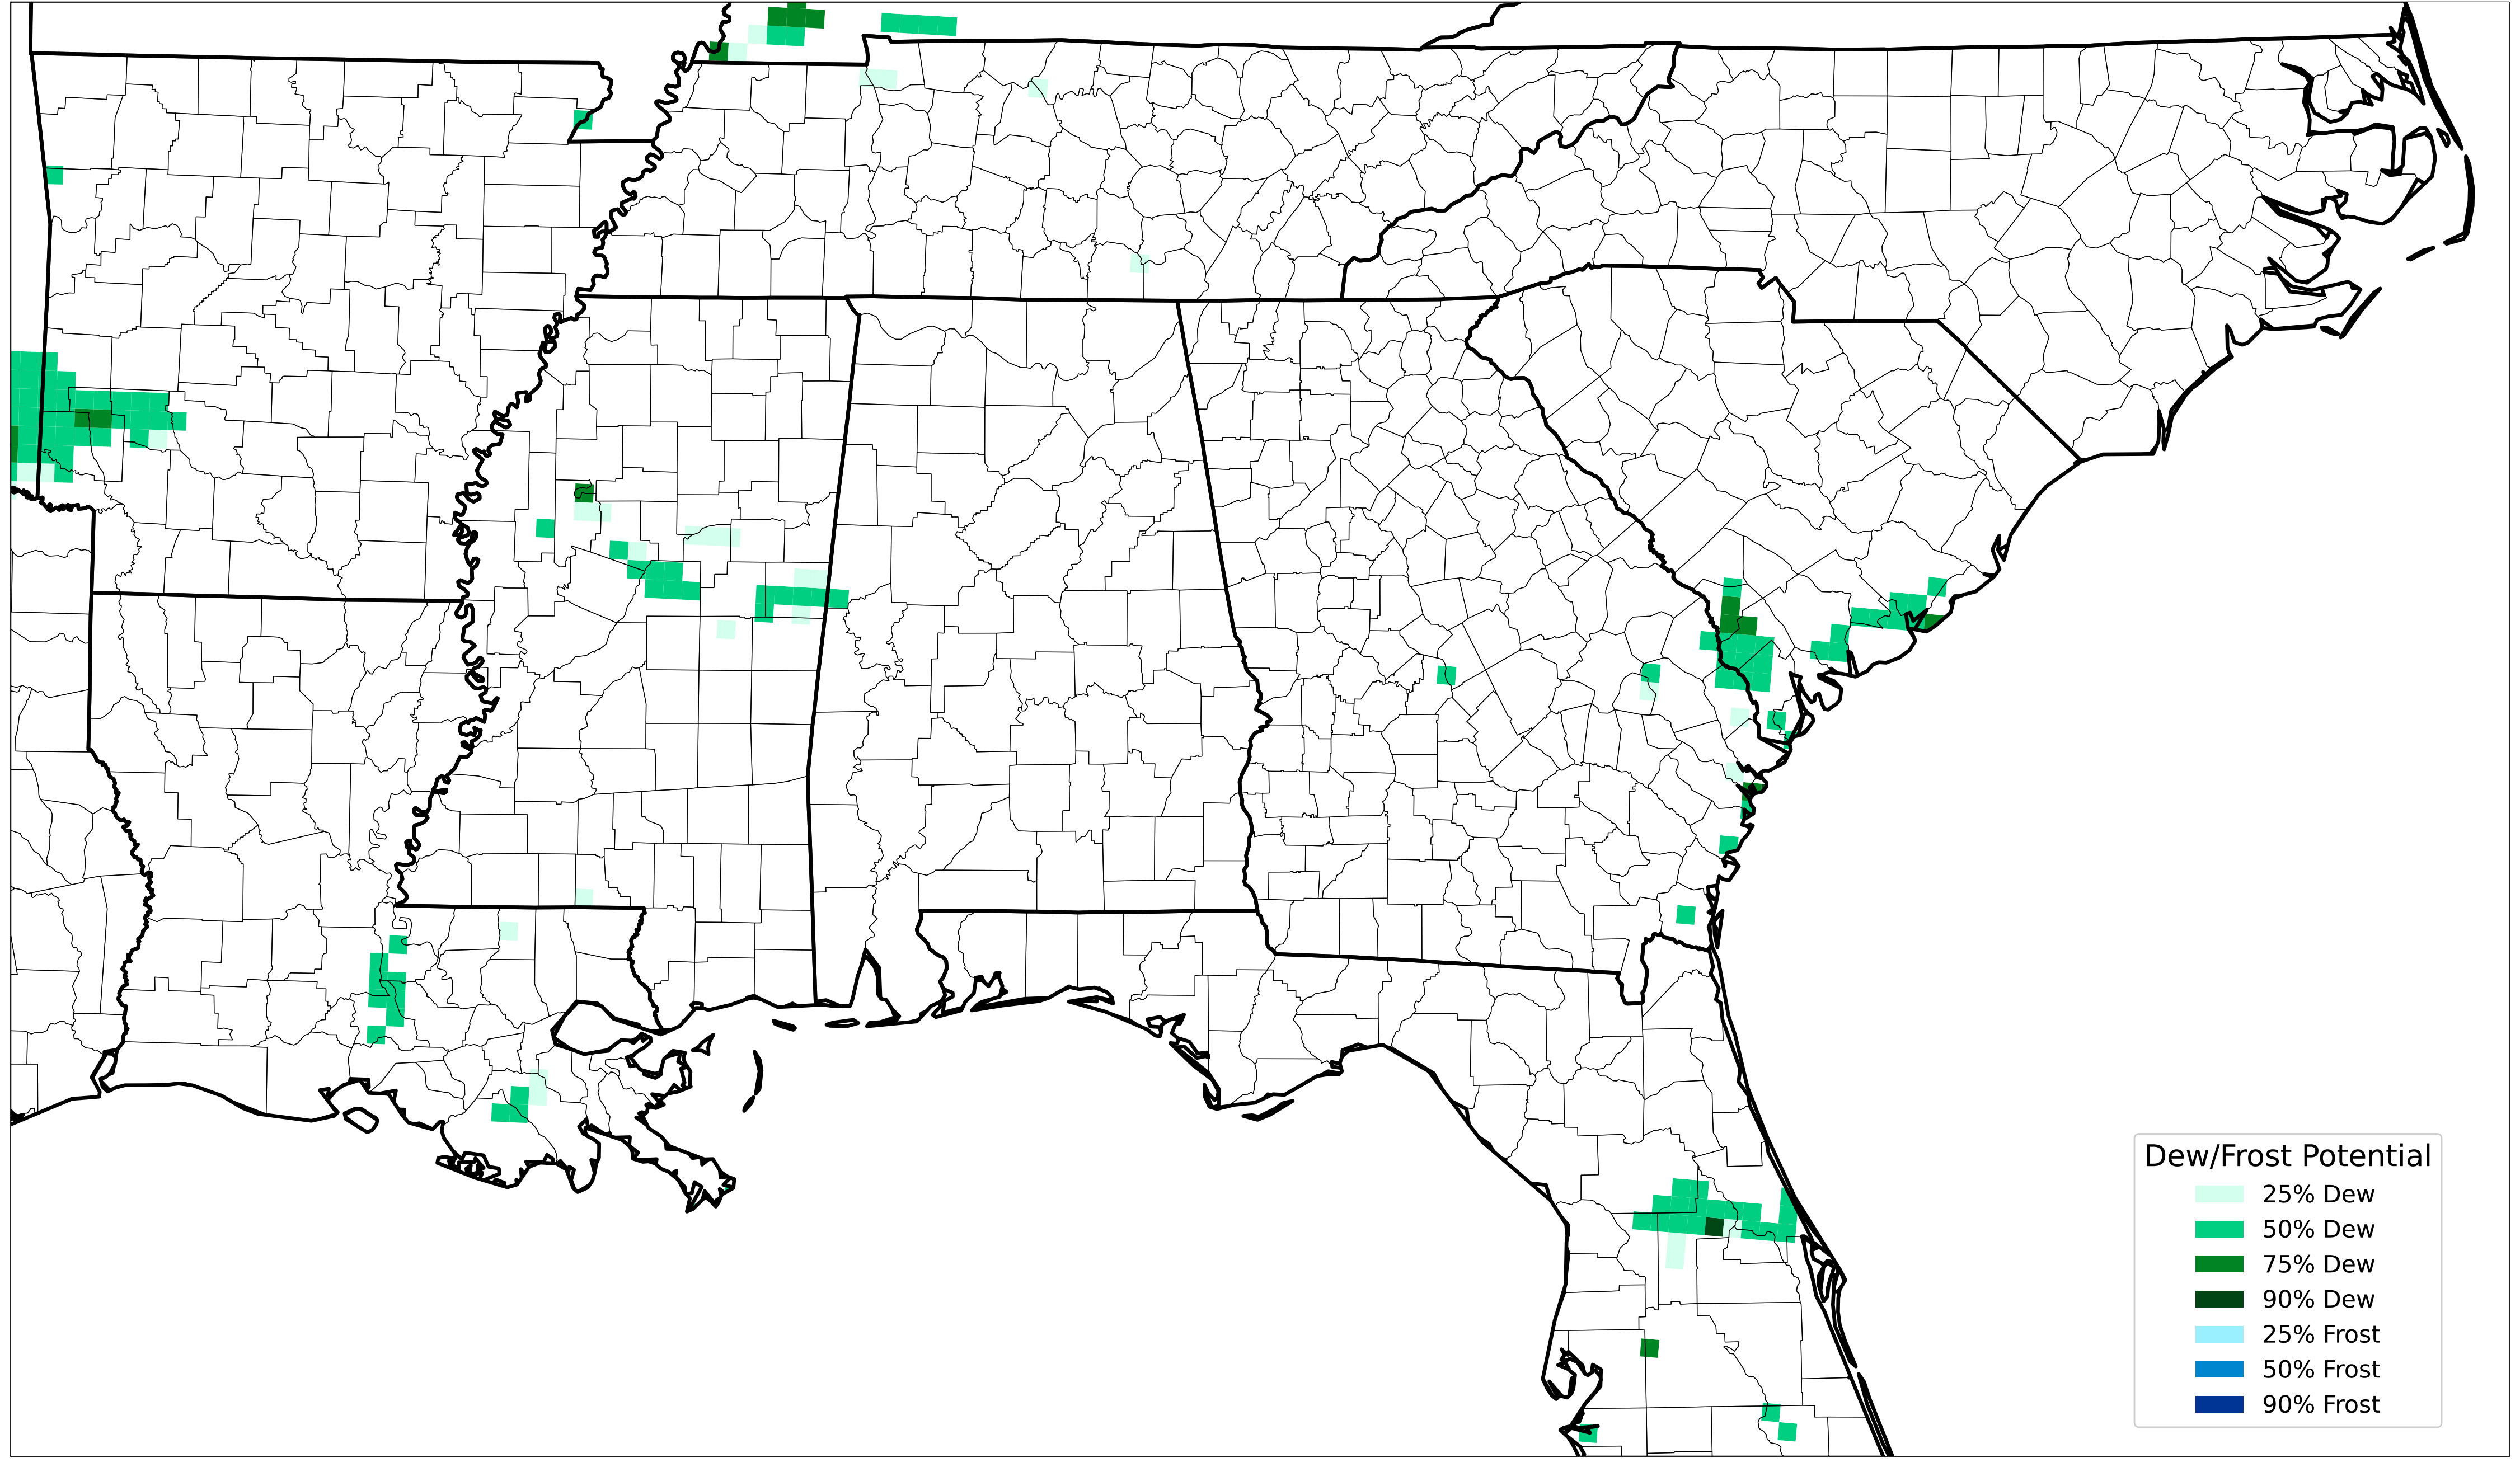 Dew/Frost Potential
25% Dew
50% Dew
75% Dew
90% Dew
25% Frost
50% Frost
90% Frost